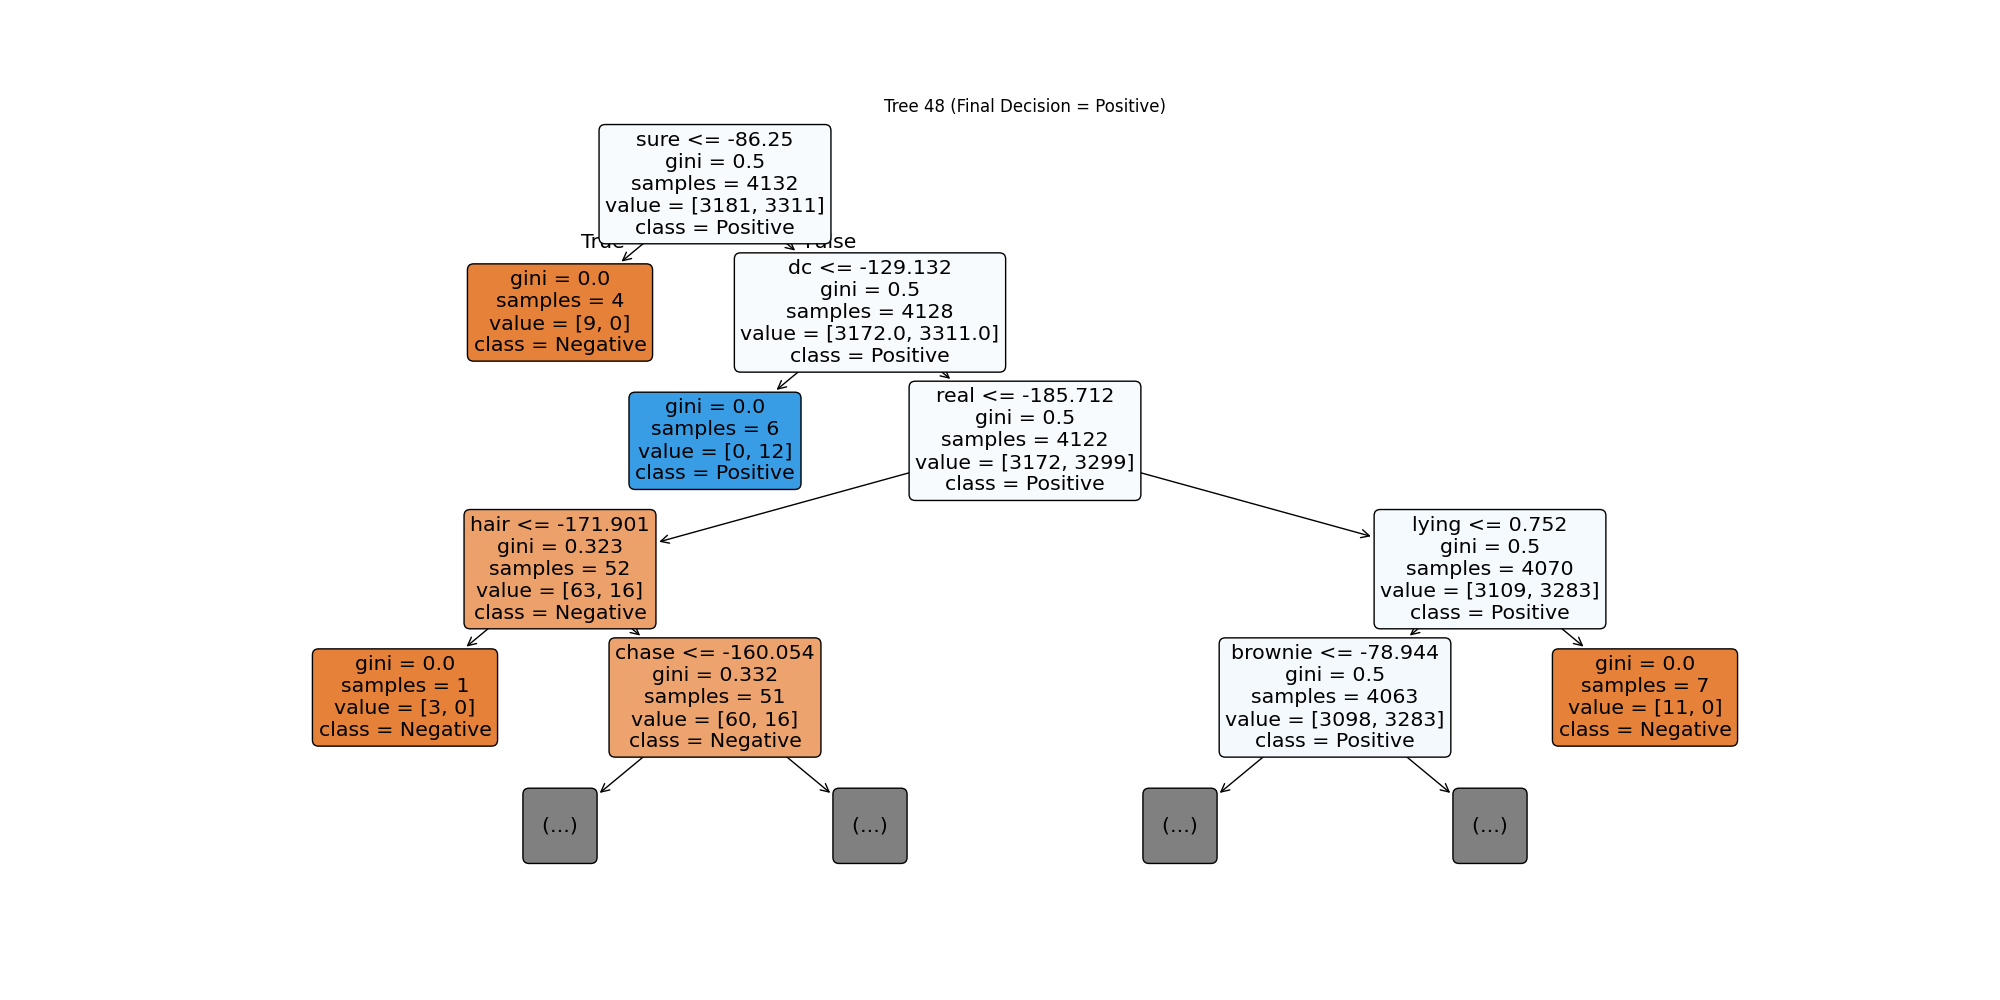 Tree 48 (Final Decision = Positive)
sure <= -86.25
gini = 0.5
samples = 4132
value = [3181, 3311]
class = Positive
True
False
gini = 0.0
samples = 4
value = [9, 0]
class = Negative
dc <= -129.132
gini = 0.5
samples = 4128
value = [3172.0, 3311.0]
class = Positive
gini = 0.0
samples = 6
value = [0, 12]
class = Positive
real <= -185.712
gini = 0.5
samples = 4122
value = [3172, 3299]
class = Positive
hair <= -171.901
gini = 0.323
samples = 52
value = [63, 16]
class = Negative
lying <= 0.752
gini = 0.5
samples = 4070
value = [3109, 3283]
class = Positive
gini = 0.0
samples = 1
value = [3, 0]
class = Negative
chase <= -160.054
gini = 0.332
samples = 51
value = [60, 16]
class = Negative
brownie <= -78.944
gini = 0.5
samples = 4063
value = [3098, 3283]
class = Positive
gini = 0.0
samples = 7
value = [11, 0]
class = Negative
(...)
(...)
(...)
(...)